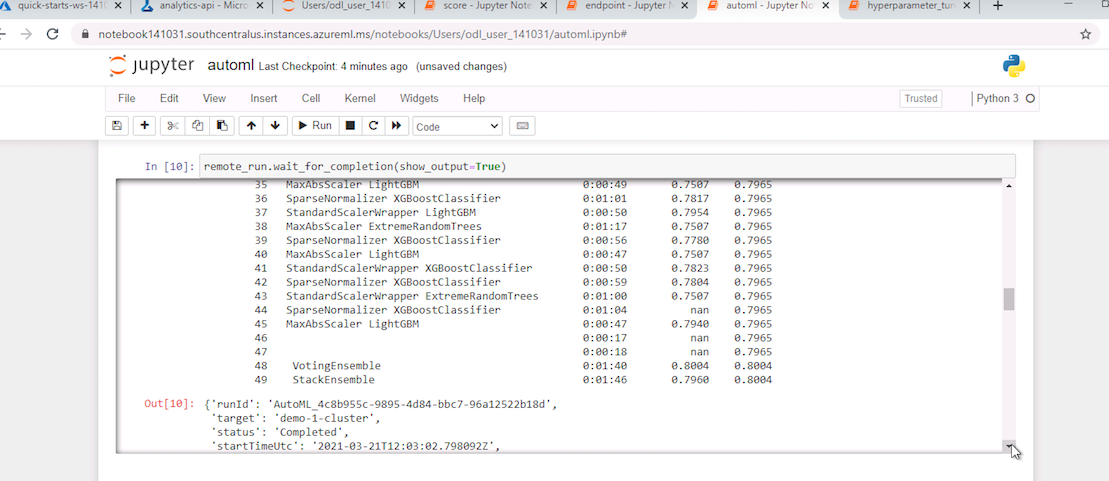 quick-starts-ws-1410 × analytics-api - Micro × Users/odl_user_1410 × score - Jupyter Note × endpoint - Jupyter N × automl - Jupyter No × hyperparameter_tun × +
notebook141031.southcentralus.instances.azureml.ms/notebooks/Users/odl_user_141031/automl.ipynb#
jupyter automl Last Checkpoint: 4 minutes ago (unsaved changes)
File Edit View Insert Cell Kernel Widgets Help Trusted Python 3
Run Code
In [10]: remote_run.wait_for_completion(show_output=True)
35 MaxAbsScaler LightGBM 0:00:49 0.7507 0.7965
36 SparseNormalizer XGBoostClassifier 0:01:01 0.7817 0.7965
37 StandardScalerWrapper LightGBM 0:00:50 0.7954 0.7965
38 MaxAbsScaler ExtremeRandomTrees 0:01:17 0.7507 0.7965
39 SparseNormalizer XGBoostClassifier 0:00:56 0.7780 0.7965
40 MaxAbsScaler LightGBM 0:00:47 0.7507 0.7965
41 StandardScalerWrapper XGBoostClassifier 0:00:50 0.7823 0.7965
42 SparseNormalizer XGBoostClassifier 0:00:59 0.7804 0.7965
43 StandardScalerWrapper ExtremeRandomTrees 0:01:00 0.7507 0.7965
44 SparseNormalizer XGBoostClassifier 0:01:04 nan 0.7965
45 MaxAbsScaler LightGBM 0:00:47 0.7940 0.7965
46 0:00:17 nan 0.7965
47 0:00:18 nan 0.7965
48 VotingEnsemble 0:01:40 0.8004 0.8004
49 StackEnsemble 0:01:46 0.7960 0.8004
Out[10]: {'runId': 'AutoML_4c8b955c-9895-4d84-bbc7-96a12522b18d',
'target': 'demo-1-cluster',
'status': 'Completed',
'startTimeUtc': '2021-03-21T12:03:02.798092Z',